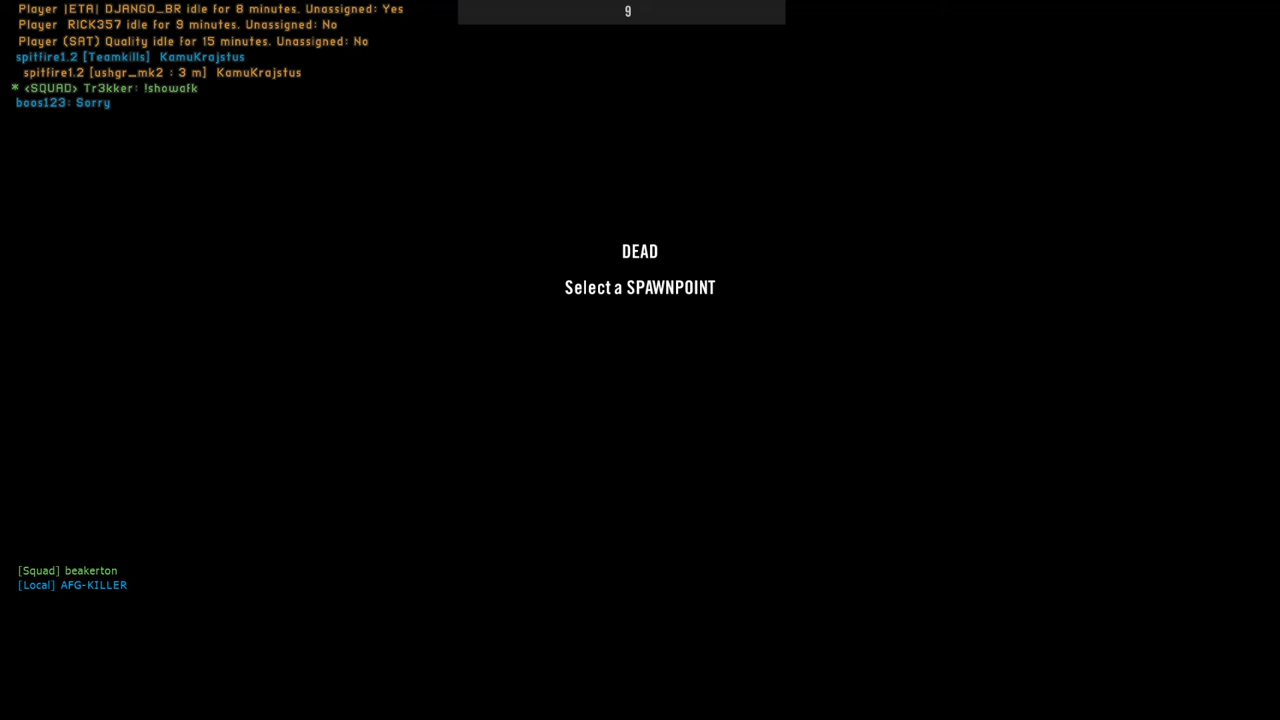 Player |ETA| DJANGO_BR idle for 8 minutes. Unassigned: Yes
9
Player RICK357 idle for 9 minutes. Unassigned: No
Player (SAT) Quality idle for 15 minutes. Unassigned: No
spitfire1.2 [Teamkills] KamuKrajstus
spitfire1.2 [ushgr_mk2 : 3 m] KamuKrajstus
* <SQUAD> Tr3kker: !showafk
boos123: Sorry
DEAD
Select a SPAWNPOINT
[Squad] beakerton
[Local] AFG-KILLER